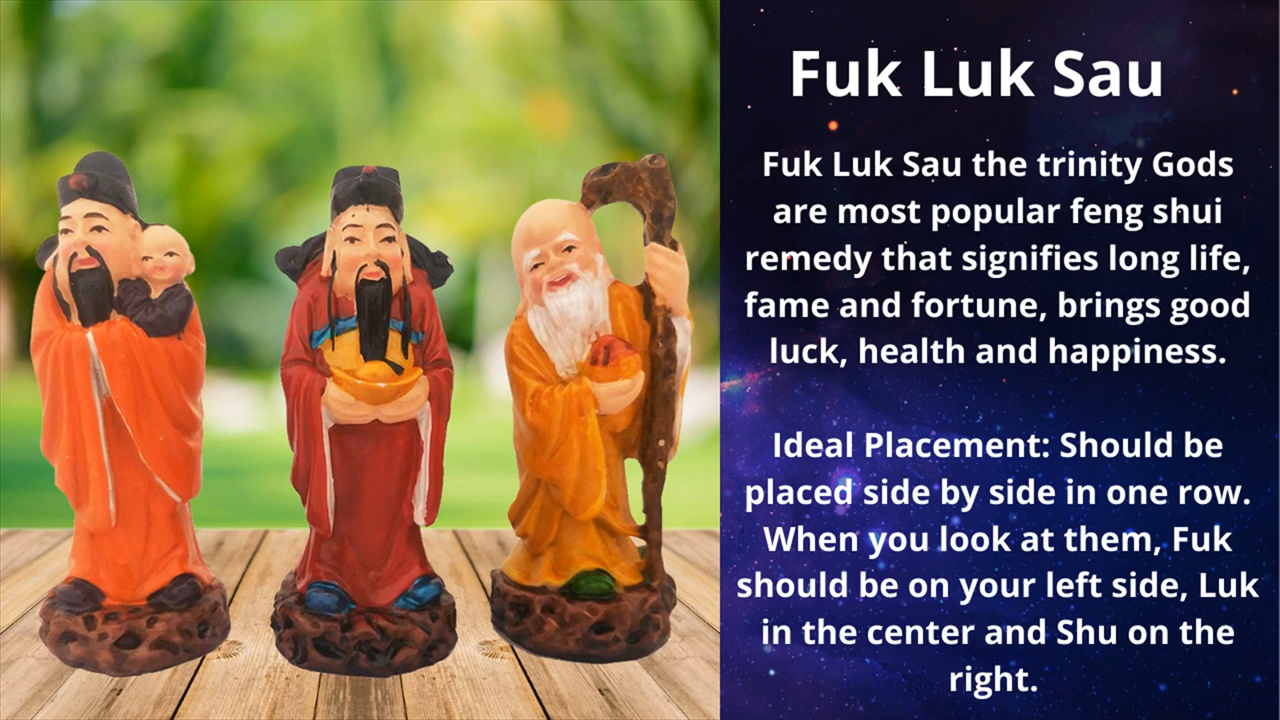 Fuk Luk Sau
Fuk Luk Sau the trinity Gods
are most popular feng shui
remedy that signifies long life,
fame and fortune, brings good
luck, health and happiness.
Ideal Placement: Should be
placed side by side in one row.
When you look at them, Fuk
should be on your left side, Luk
in the center and Shu on the
right.